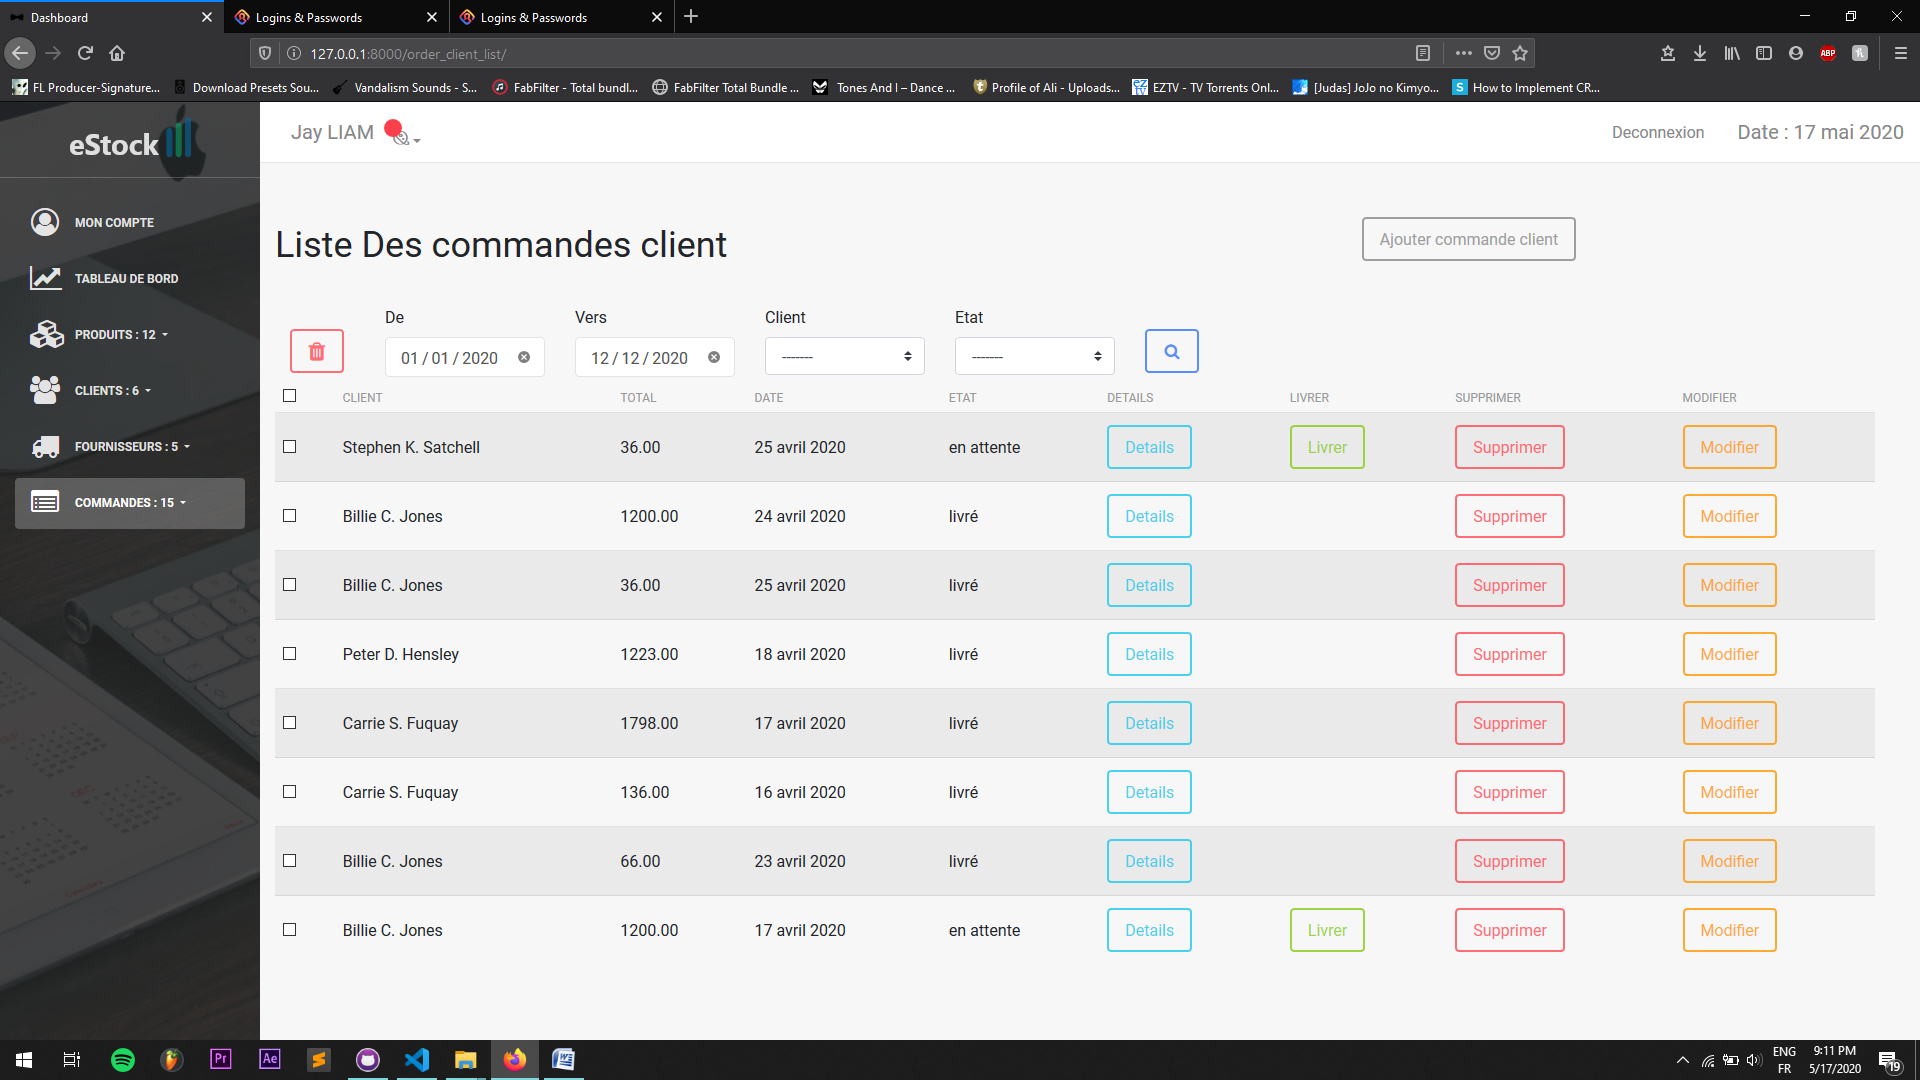 Dashboard
Logins & Passwords
Logins & Passwords
127.0.0.1:8000/order_client_list/
FL Producer-Signature...
Download Presets Sou...
Vandalism Sounds - S...
FabFilter - Total bundl...
FabFilter Total Bundle ...
Tones And I – Dance ...
Profile of Ali - Uploads...
EZTV - TV Torrents Onl...
[Judas] JoJo no Kimyo...
How to Implement CR...
ABP
eStock
Jay LIAM
Deconnexion
Date : 17 mai 2020
MON COMPTE
TABLEAU DE BORD
PRODUITS : 12
CLIENTS : 6
FOURNISSEURS : 5
COMMANDES : 15
Liste Des commandes client
Ajouter commande client
De
Vers
Client
Etat
01 / 01 / 2020
12 / 12 / 2020
-------
-------
CLIENT TOTAL DATE ETAT DETAILS LIVRER SUPPRIMER MODIFIER
Stephen K. Satchell 36.00 25 avril 2020 en attente Details Livrer Supprimer Modifier
Billie C. Jones 1200.00 24 avril 2020 livré Details Supprimer Modifier
Billie C. Jones 36.00 25 avril 2020 livré Details Supprimer Modifier
Peter D. Hensley 1223.00 18 avril 2020 livré Details Supprimer Modifier
Carrie S. Fuquay 1798.00 17 avril 2020 livré Details Supprimer Modifier
Carrie S. Fuquay 136.00 16 avril 2020 livré Details Supprimer Modifier
Billie C. Jones 66.00 23 avril 2020 livré Details Supprimer Modifier
Billie C. Jones 1200.00 17 avril 2020 en attente Details Livrer Supprimer Modifier
Pr
Ae
ENG
FR
9:11 PM
5/17/2020
19